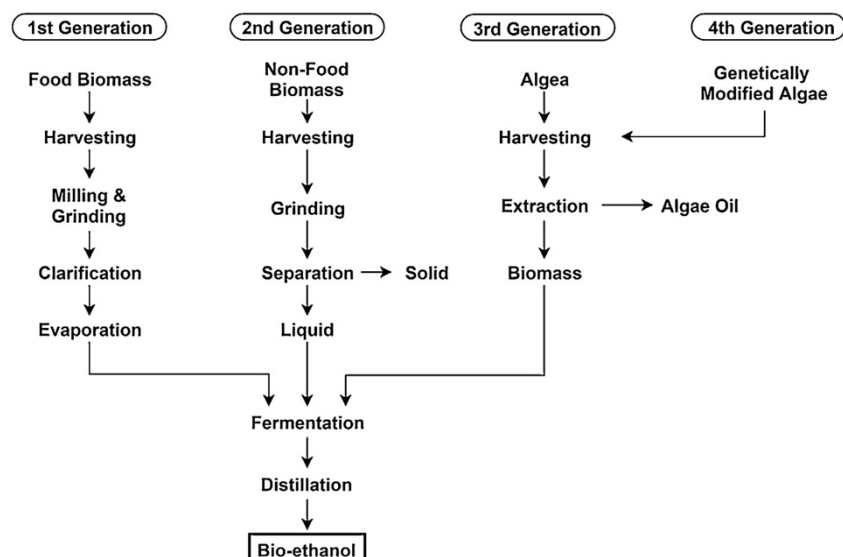 1st Generation
2nd Generation
3rd Generation
4th Generation
Food Biomass
Non-Food
Biomass
Algea
Genetically
Modified Algae
Harvesting
Harvesting
Harvesting
Milling &
Grinding
Grinding
Extraction
Algae Oil
Clarification
Separation
Solid
Biomass
Evaporation
Liquid
Fermentation
Distillation
Bio-ethanol